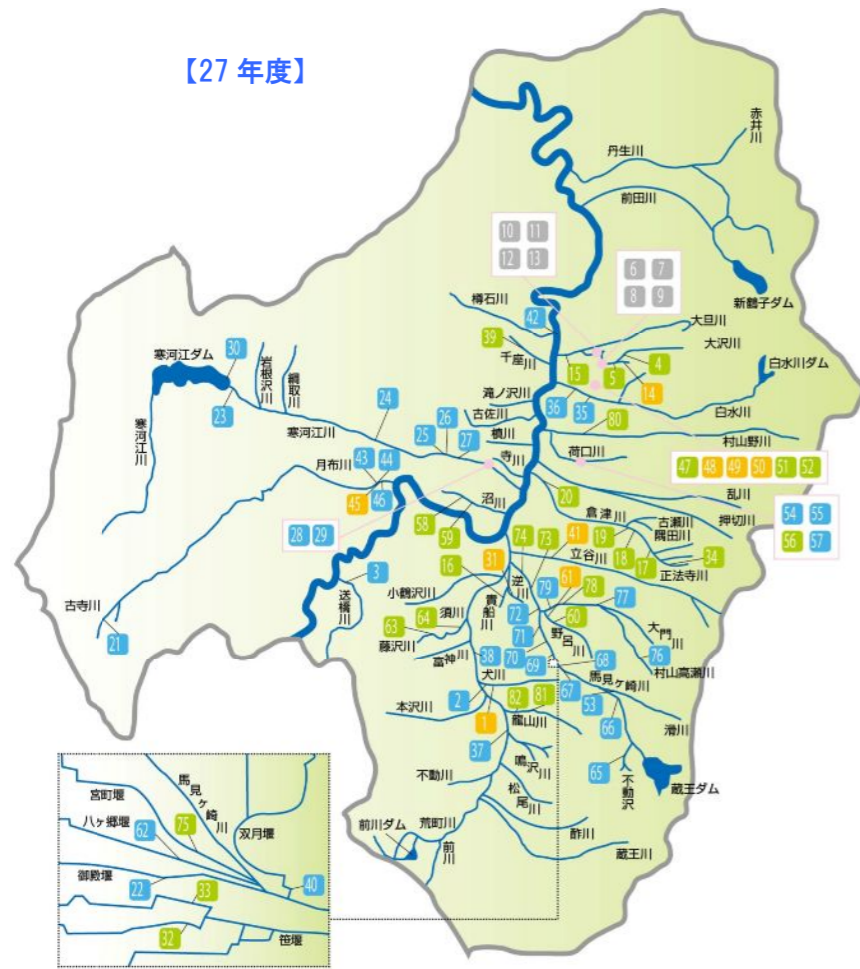 【27年度】
赤井川
丹生川
前田川
10 11
12 13
6 7
8 9
新鶴子ダム
樽石川
42
大旦川
39
大沢川
千座川
15
5
4
14
白水川ダム
寒河江ダム
30
岩根沢川
綱取川
滝ノ沢川
36
35
80
白水川
23
24
古佐川
寒河江川
26
25
27
槙川
荷口川
村山野川
寒河江川
43
44
月布川
寺川
47 48 49 50 51 52
45
46
沼川
20
乱川
倉津川
押切川
54 55
56 57
28 29
58
59
74
73
41
19
古瀬川
隅田川
18
17
34
31
立谷川
正法寺川
3
送橋川
16
逆川
61
78
小鶴沢川
貴船川
79
77
古寺川
須川
72
60
大門川
21
63
64
71
野呂川
藤沢川
富神川
38
70
69
68
76
村山高瀬川
犬川
馬見ヶ崎川
2
67
53
本沢川
82
81
66
滑川
1
龍山川
37
鳴沢川
65
不動沢
蔵王ダム
不動川
松尾川
前川ダム
荒町川
酢川
前川
蔵王川
馬見ヶ崎川
宮町堰
75
八ヶ郷堰
62
双月堰
御殿堰
22
33
40
32
笹堰